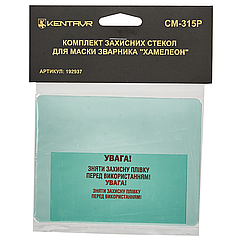 KENTAVR
СМ-315Р
КОМПЛЕКТ ЗАХИСНИХ СТЕКОЛ
ДЛЯ МАСКИ ЗВАРНИКА "ХАМЕЛЕОН"
АРТИКУЛ: 192937
УВАГА!
ЗНЯТИ ЗАХИСНУ ПЛІВКУ
ПЕРЕД ВИКОРИСТАННЯМ!
УВАГА!
ЗНЯТИ ЗАХИСНУ ПЛІВКУ
ПЕРЕД ВИКОРИСТАННЯМ!